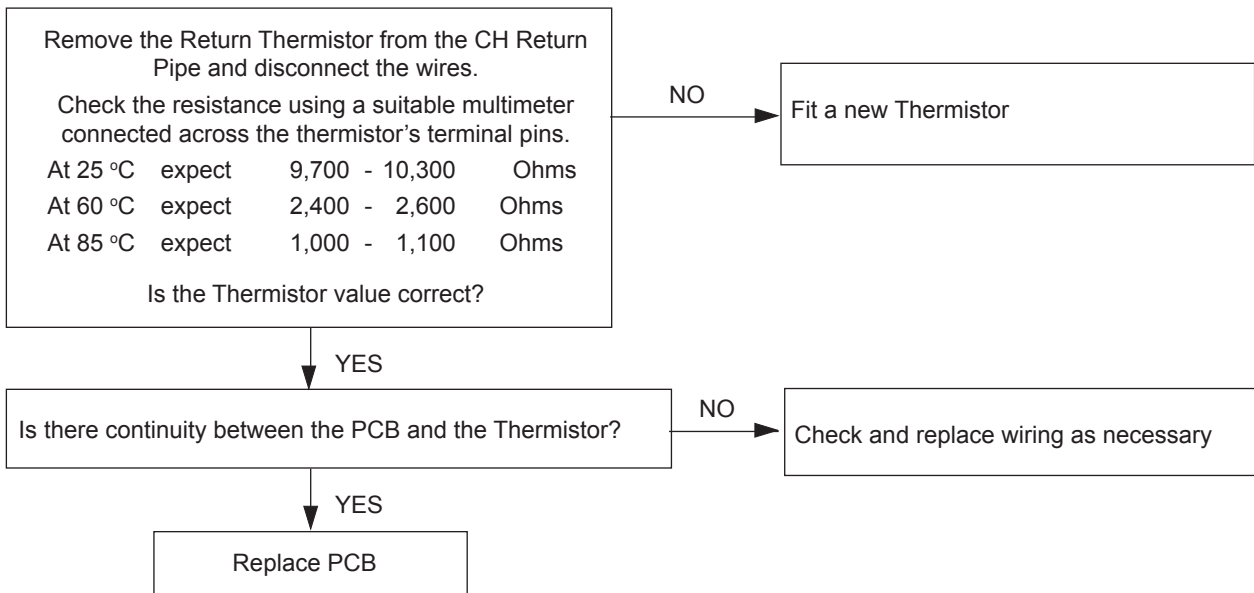 Remove the Return Thermistor from the CH Return
Pipe and disconnect the wires.
Check the resistance using a suitable multimeter
connected across the thermistor's terminal pins.
At 25 °C expect 9,700 - 10,300 Ohms
At 60 °C expect 2,400 - 2,600 Ohms
At 85 °C expect 1,000 - 1,100 Ohms
Is the Thermistor value correct?
NO
Fit a new Thermistor
YES
Is there continuity between the PCB and the Thermistor?
NO
Check and replace wiring as necessary
YES
Replace PCB